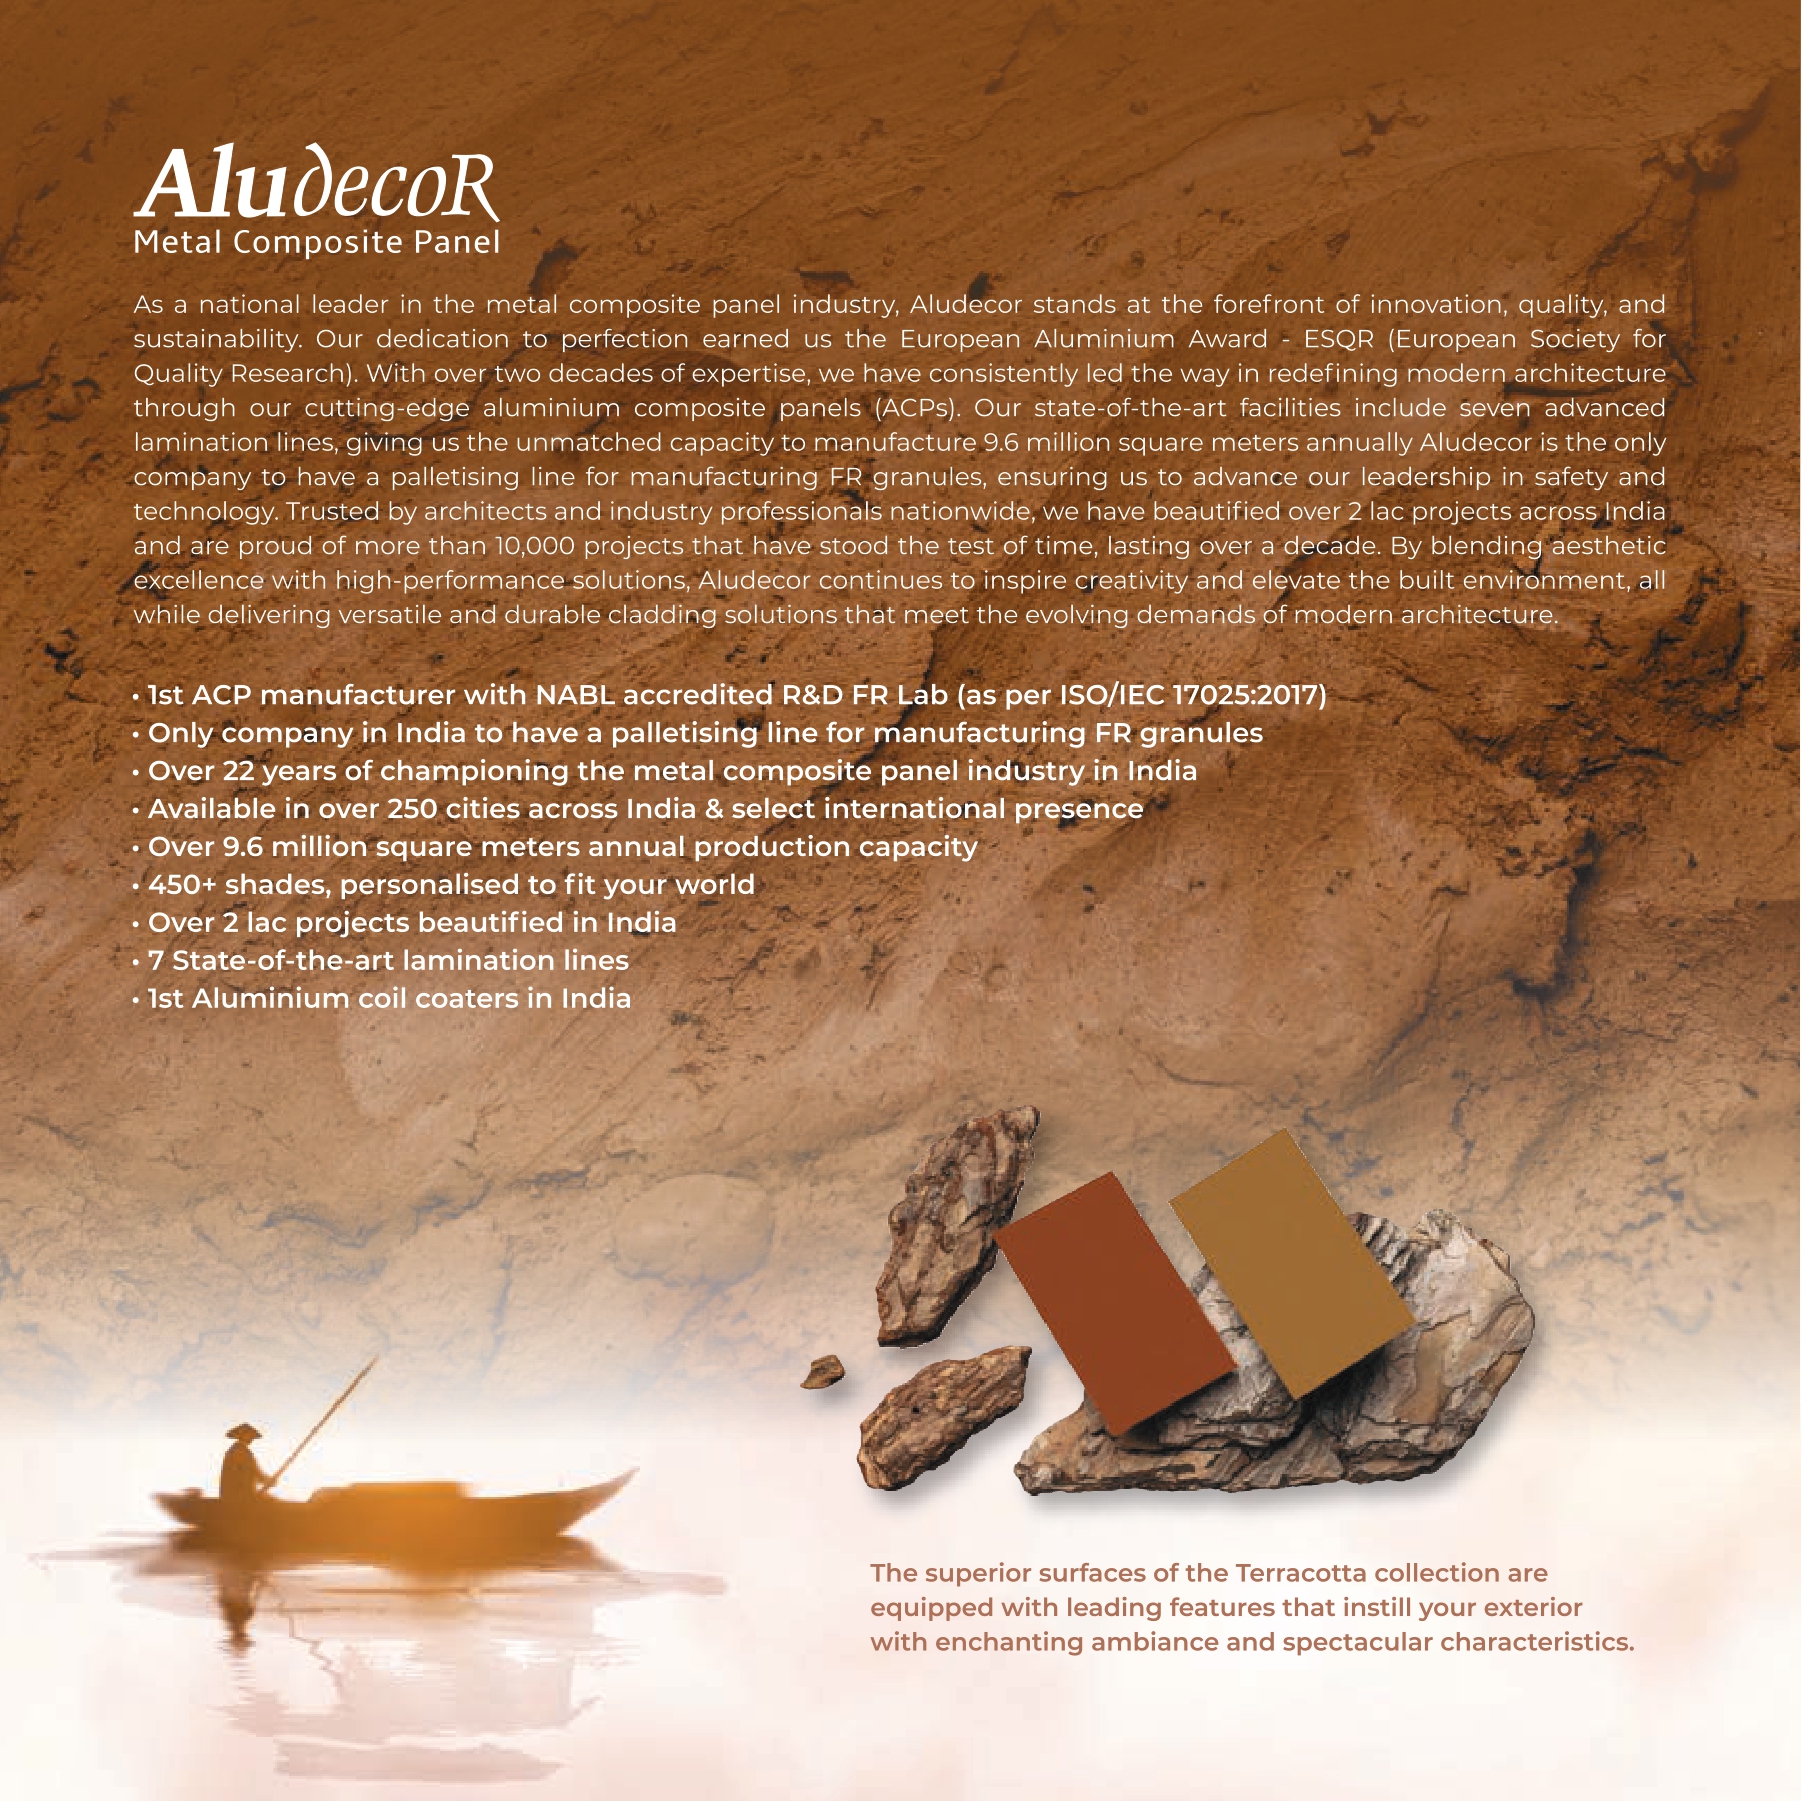 AludecoR
Metal Composite Panel
As a national leader in the metal composite panel industry, Aludecor stands at the forefront of innovation, quality, and
sustainability. Our dedication to perfection earned us the European Aluminium Award - ESQR (European Society for
Quality Research). With over two decades of expertise, we have consistently led the way in redefining modern architecture
through our cutting-edge aluminium composite panels (ACPs). Our state-of-the-art facilities include seven advanced
lamination lines, giving us the unmatched capacity to manufacture 9.6 million square meters annually Aludecor is the only
company to have a palletising line for manufacturing FR granules, ensuring us to advance our leadership in safety and
technology. Trusted by architects and industry professionals nationwide, we have beautified over 2 lac projects across India
and are proud of more than 10,000 projects that have stood the test of time, lasting over a decade. By blending aesthetic
excellence with high-performance solutions, Aludecor continues to inspire creativity and elevate the built environment, all
while delivering versatile and durable cladding solutions that meet the evolving demands of modern architecture.
• 1st ACP manufacturer with NABL accredited R&D FR Lab (as per ISO/IEC 17025:2017)
• Only company in India to have a palletising line for manufacturing FR granules
• Over 22 years of championing the metal composite panel industry in India
• Available in over 250 cities across India & select international presence
• Over 9.6 million square meters annual production capacity
• 450+ shades, personalised to fit your world
• Over 2 lac projects beautified in India
• 7 State-of-the-art lamination lines
• 1st Aluminium coil coaters in India
The superior surfaces of the Terracotta collection are
equipped with leading features that instill your exterior
with enchanting ambiance and spectacular characteristics.